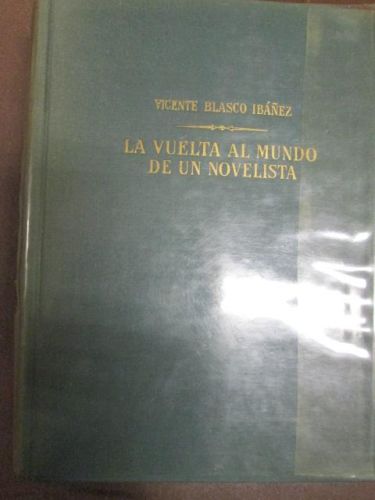 VICENTE BLASCO IBÁÑEZ
LA VUELTA AL MUNDO
DE UN NOVELISTA